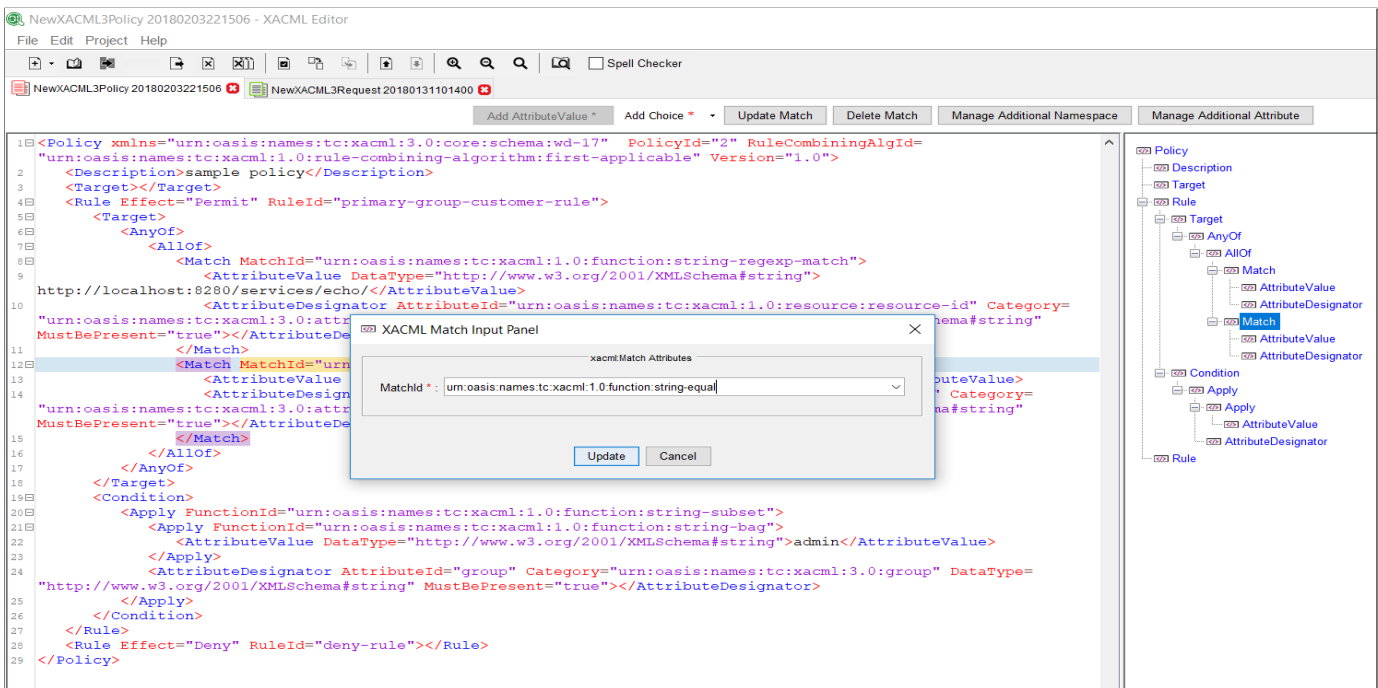 NewXACML3Policy 20180203221506 - XACML Editor
File Edit Project Help
Spell Checker
NewXACML3Policy 20180203221506 NewXACML3Request 20180131101400
Add AttributeValue * Add Choice * Update Match Delete Match Manage Additional Namespace Manage Additional Attribute
1 <Policy xmlns="urn:oasis:names:tc:xacml:3.0:core:schema:wd-17" PolicyId="2" RuleCombiningAlgId=
"urn:oasis:names:tc:xacml:1.0:rule-combining-algorithm:first-applicable" Version="1.0">
2 <Description>sample policy</Description>
3 <Target></Target>
4 <Rule Effect="Permit" RuleId="primary-group-customer-rule">
5 <Target>
6 <AnyOf>
7 <AllOf>
8 <Match MatchId="urn:oasis:names:tc:xacml:1.0:function:string-regexp-match">
9 <AttributeValue DataType="http://www.w3.org/2001/XMLSchema#string">
http://localhost:8280/services/echo/</AttributeValue>
10 <AttributeDesignator AttributeId="urn:oasis:names:tc:xacml:1.0:resource:resource-id" Category=
"urn:oasis:names:tc:xacml:3.0:attr hema#string"
MustBePresent="true"></AttributeDe
11 </Match>
12 <Match MatchId="urn
13 <AttributeValue buteValue>
14 <AttributeDesign " Category=
"urn:oasis:names:tc:xacml:3.0:attr ma#string"
MustBePresent="true"></AttributeDe
15 </Match>
16 </AllOf>
17 </AnyOf>
18 </Target>
19 <Condition>
20 <Apply FunctionId="urn:oasis:names:tc:xacml:1.0:function:string-subset">
21 <Apply FunctionId="urn:oasis:names:tc:xacml:1.0:function:string-bag">
22 <AttributeValue DataType="http://www.w3.org/2001/XMLSchema#string">admin</AttributeValue>
23 </Apply>
24 <AttributeDesignator AttributeId="group" Category="urn:oasis:names:tc:xacml:3.0:group" DataType=
"http://www.w3.org/2001/XMLSchema#string" MustBePresent="true"></AttributeDesignator>
25 </Apply>
26 </Condition>
27 </Rule>
28 <Rule Effect="Deny" RuleId="deny-rule"></Rule>
29 </Policy>
XACML Match Input Panel
xacml:Match Attributes
MatchId * : urn:oasis:names:tc:xacml:1.0:function:string-equal
Update Cancel
Policy
Description
Target
Rule
Target
AnyOf
AllOf
Match
AttributeValue
AttributeDesignator
Match
AttributeValue
AttributeDesignator
Condition
Apply
Apply
AttributeValue
AttributeDesignator
Rule